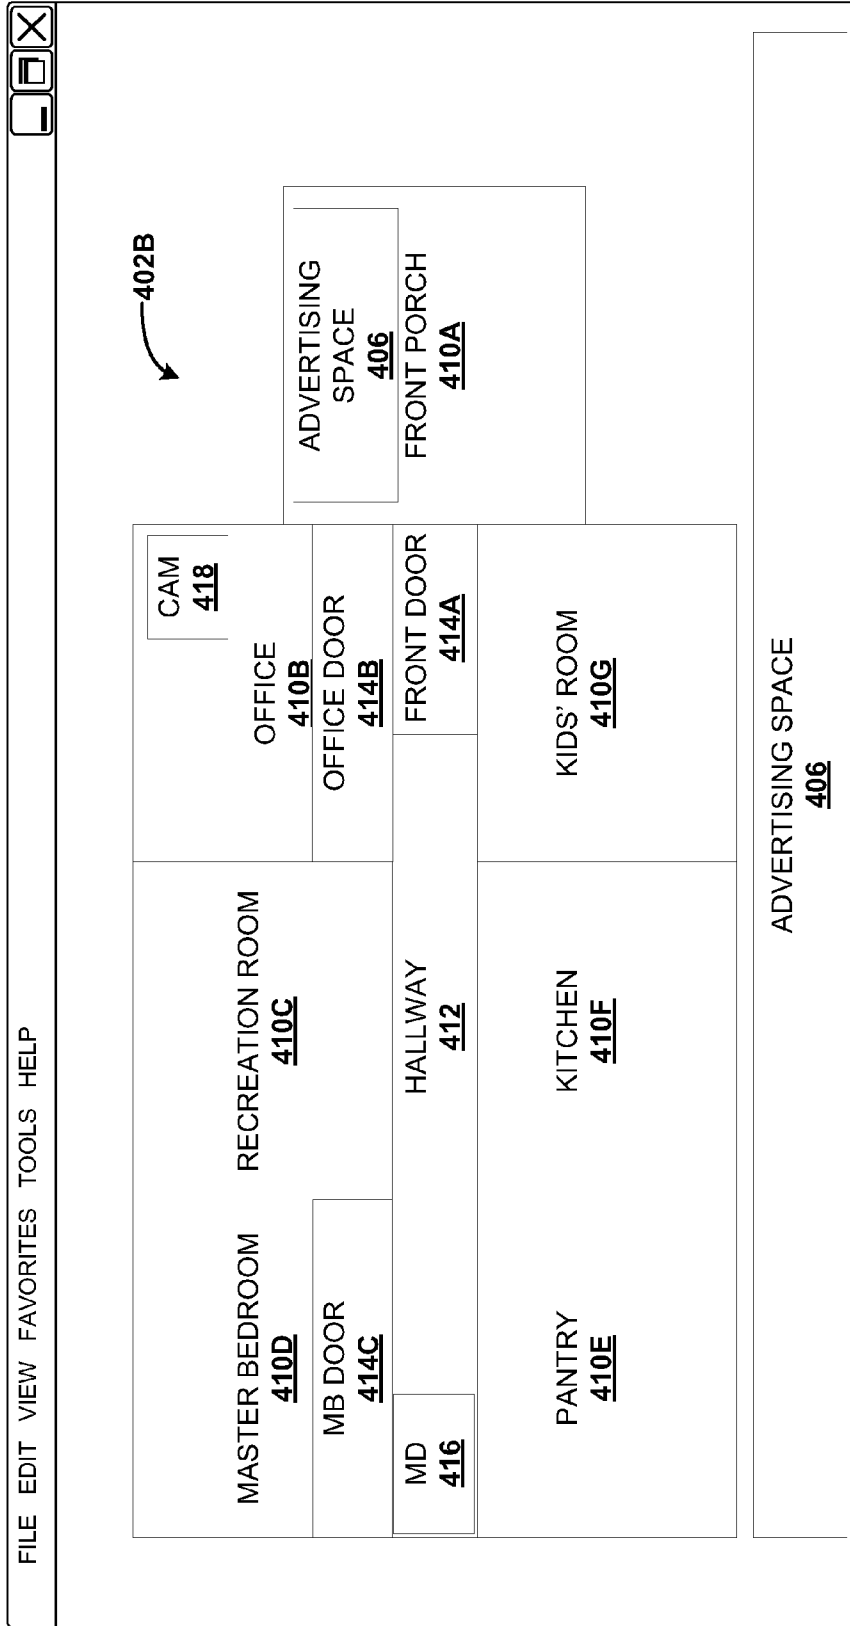 FILE EDIT VIEW FAVORITES TOOLS HELP
402B
MASTER BEDROOM
410D
RECREATION ROOM
410C
OFFICE
410B
CAM
418
MB DOOR
414C
OFFICE DOOR
414B
ADVERTISING
SPACE
406
MD
416
HALLWAY
412
FRONT DOOR
414A
FRONT PORCH
410A
PANTRY
410E
KITCHEN
410F
KIDS' ROOM
410G
ADVERTISING SPACE
406